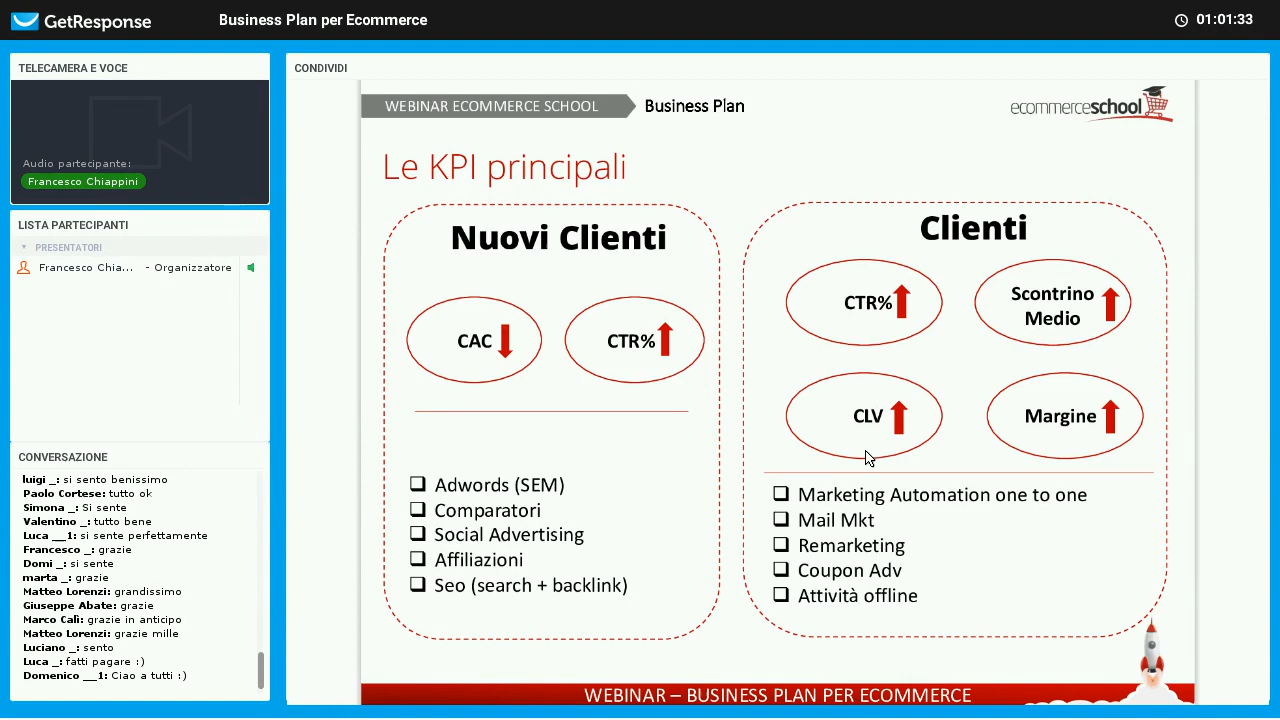 GetResponse
Business Plan per Ecommerce
01:01:33
TELECAMERA E VOCE
Audio partecipante:
Francesco Chiappini
LISTA PARTECIPANTI
PRESENTATORI
Francesco Chia... - Organizzatore
CONVERSAZIONE
luigi _: si sento benissimo
Paolo Cortese: tutto ok
Simona _: Si sente
Valentino _: tutto bene
Luca __1: si sente perfettamente
Francesco _: grazie
Domi _: si sente
marta _: grazie
Matteo Lorenzi: grandissimo
Giuseppe Abate: grazie
Marco Calì: grazie in anticipo
Matteo Lorenzi: grazie mille
Luciano _: sento
Luca _: fatti pagare :)
Domenico __1: Ciao a tutti :)
CONDIVIDI
WEBINAR ECOMMERCE SCHOOL
Business Plan
ecommerceschool
Le KPI principali
Nuovi Clienti
CAC
CTR%
Adwords (SEM)
Comparatori
Social Advertising
Affiliazioni
Seo (search + backlink)
Clienti
CTR%
Scontrino
Medio
CLV
Margine
Marketing Automation one to one
Mail Mkt
Remarketing
Coupon Adv
Attività offline
WEBINAR – BUSINESS PLAN PER ECOMMERCE